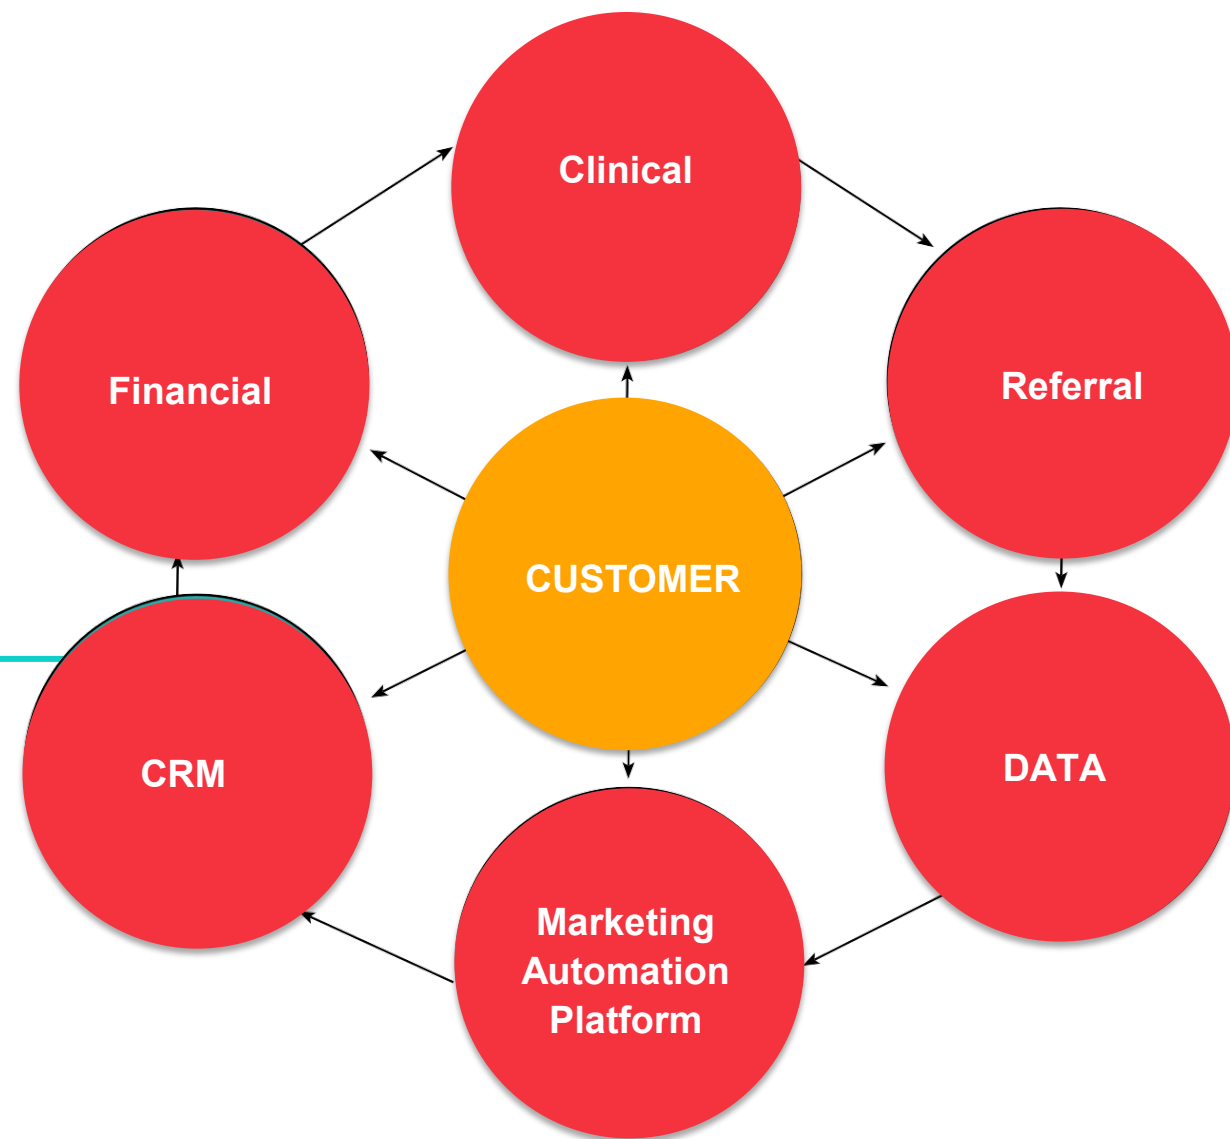 Clinical
Financial
Referral
CUSTOMER
CRM
DATA
Marketing
Automation
Platform